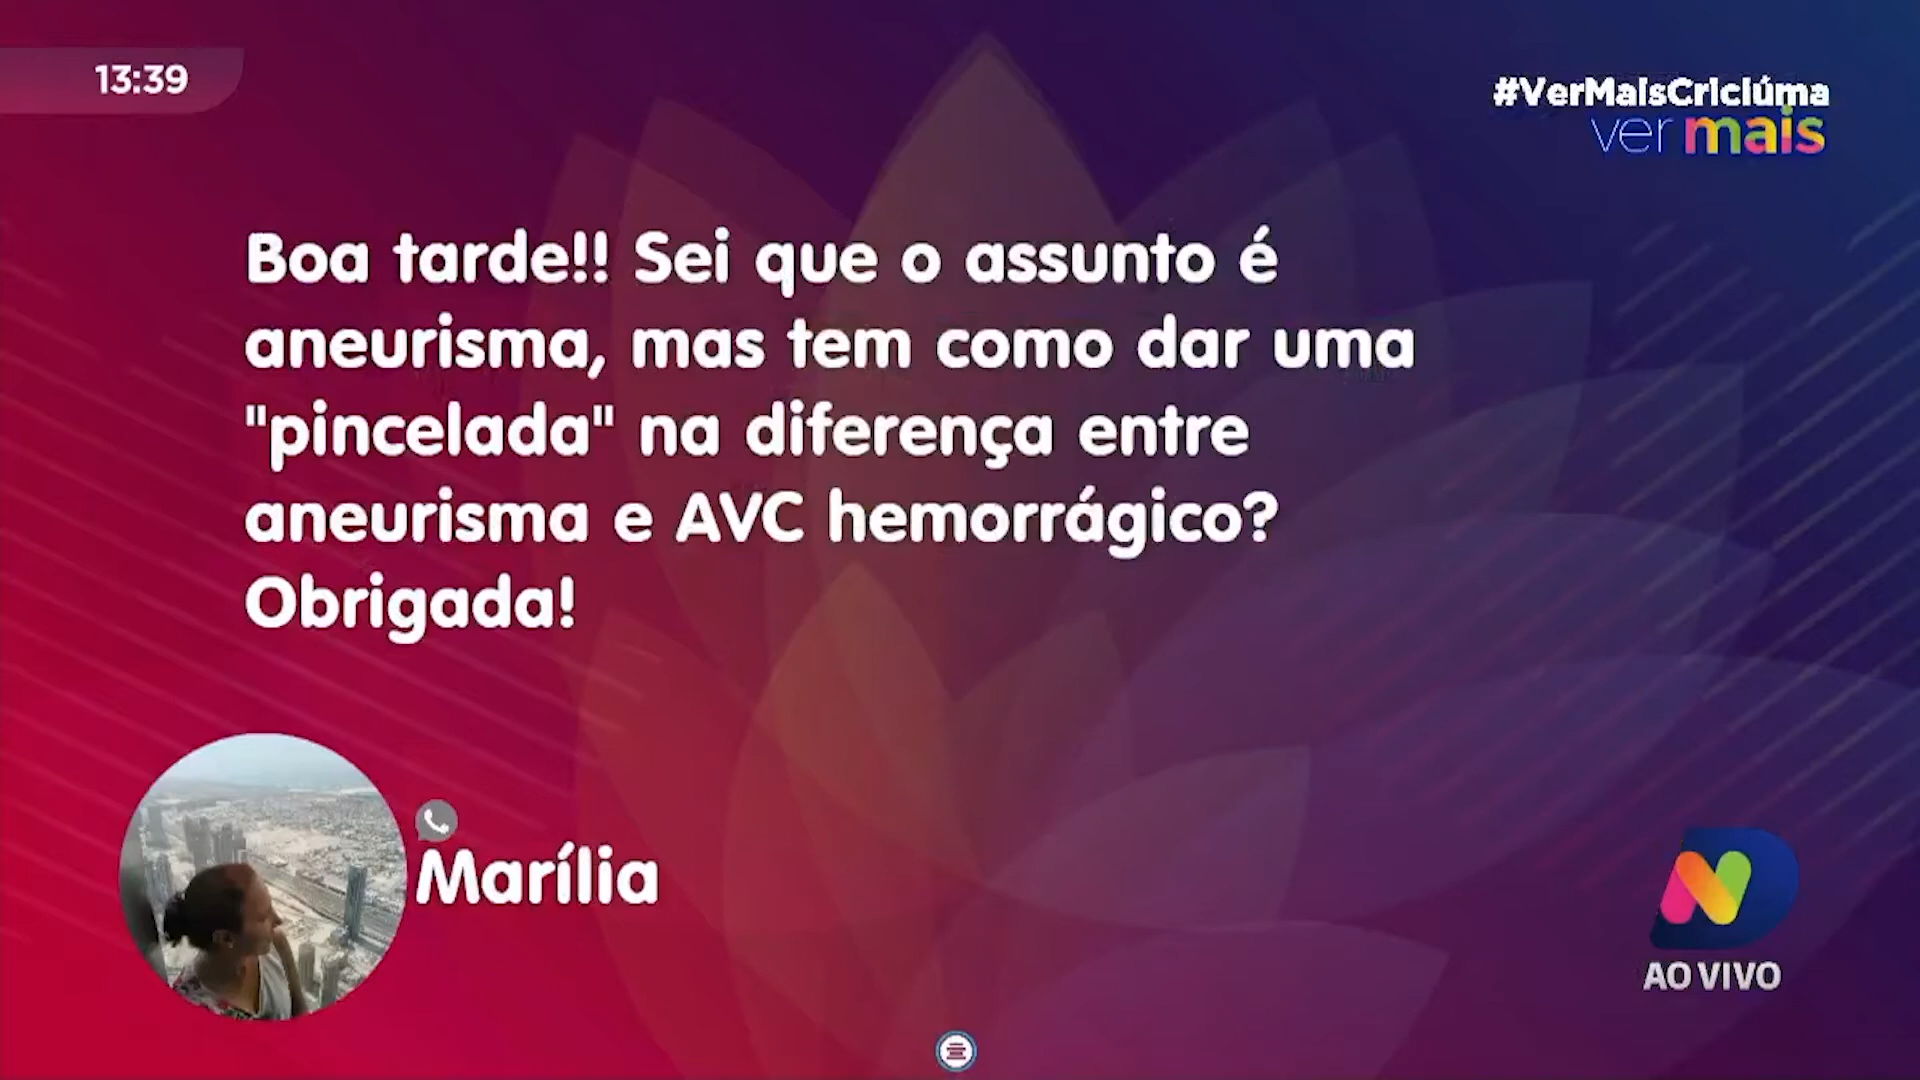 13:39
#VerMaisCriciúma
ver mais
Boa tarde!! Sei que o assunto é
aneurisma, mas tem como dar uma
"pincelada" na diferença entre
aneurisma e AVC hemorrágico?
Obrigada!
Marília
ND
AO VIVO